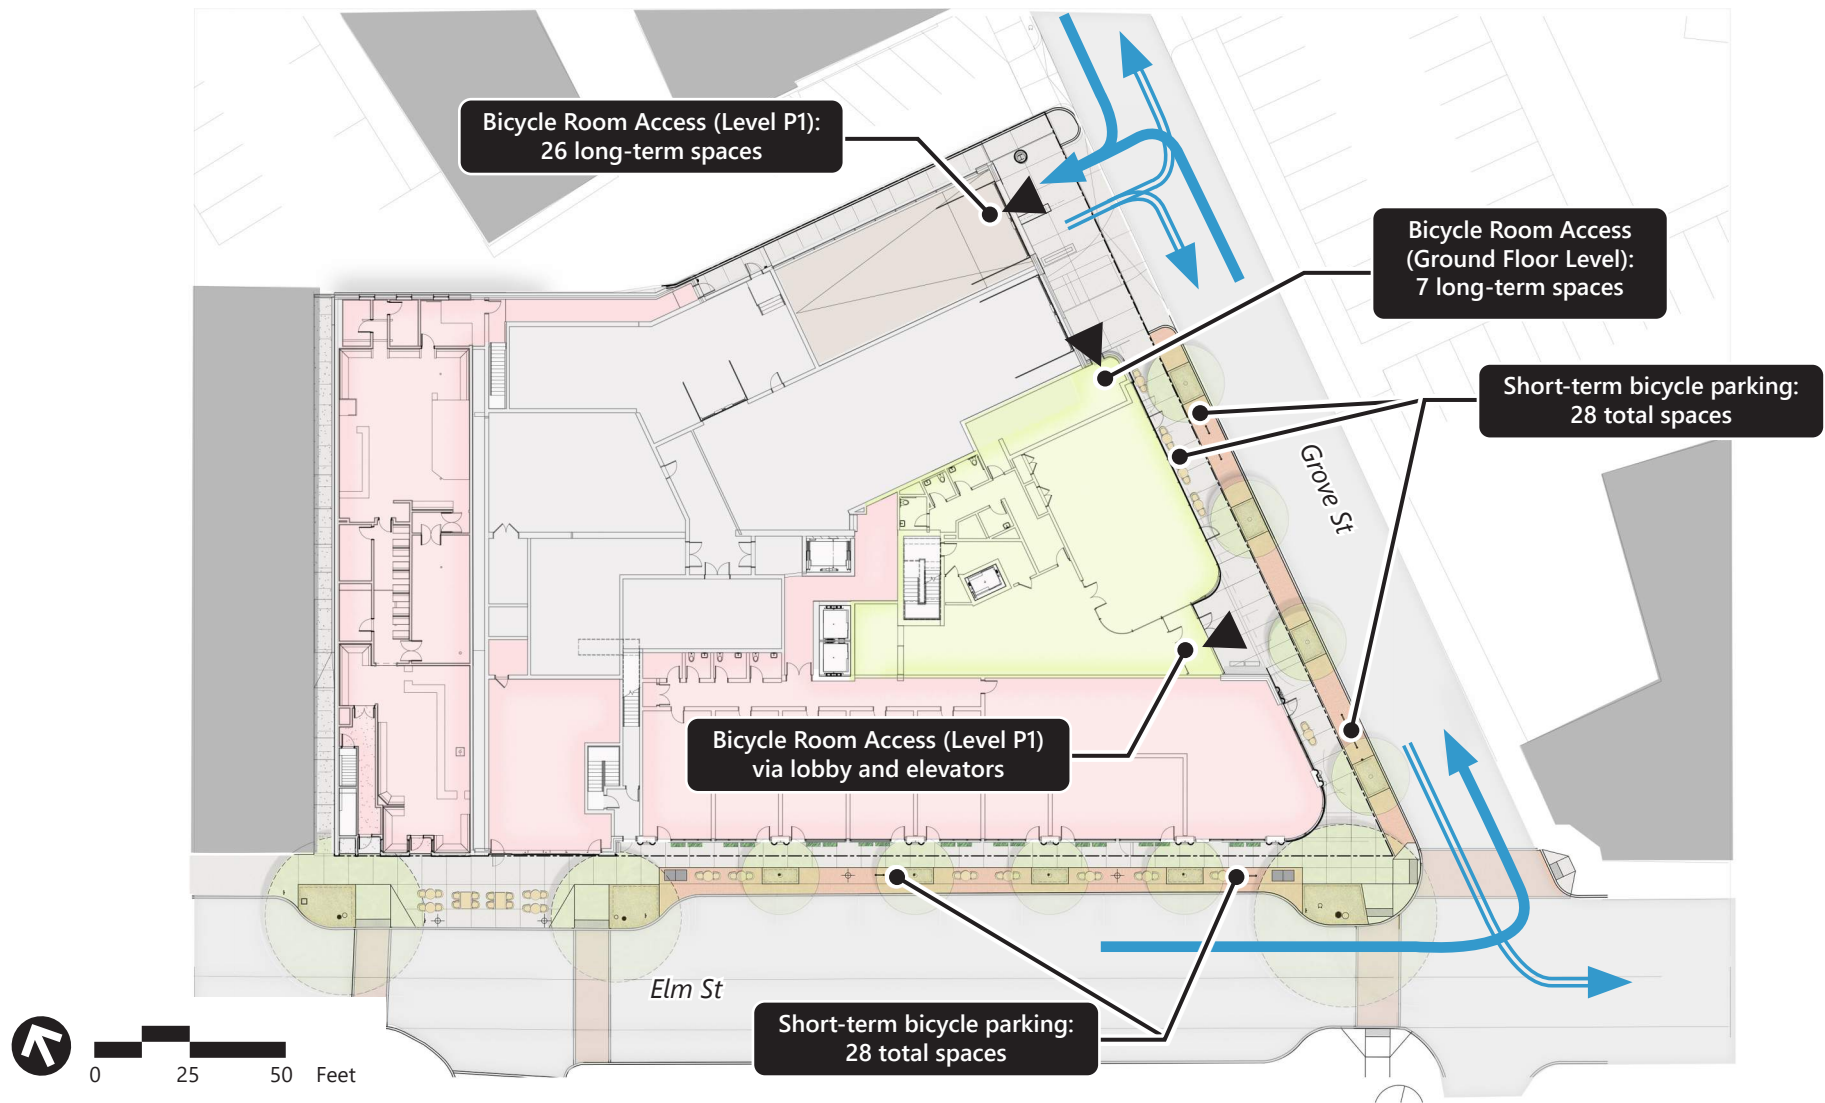 Bicycle Room Access (Level P1):
26 long-term spaces
Bicycle Room Access
(Ground Floor Level):
7 long-term spaces
Short-term bicycle parking:
28 total spaces
Grove St
Bicycle Room Access (Level P1)
via lobby and elevators
Elm St
Short-term bicycle parking:
28 total spaces
0 25 50 Feet